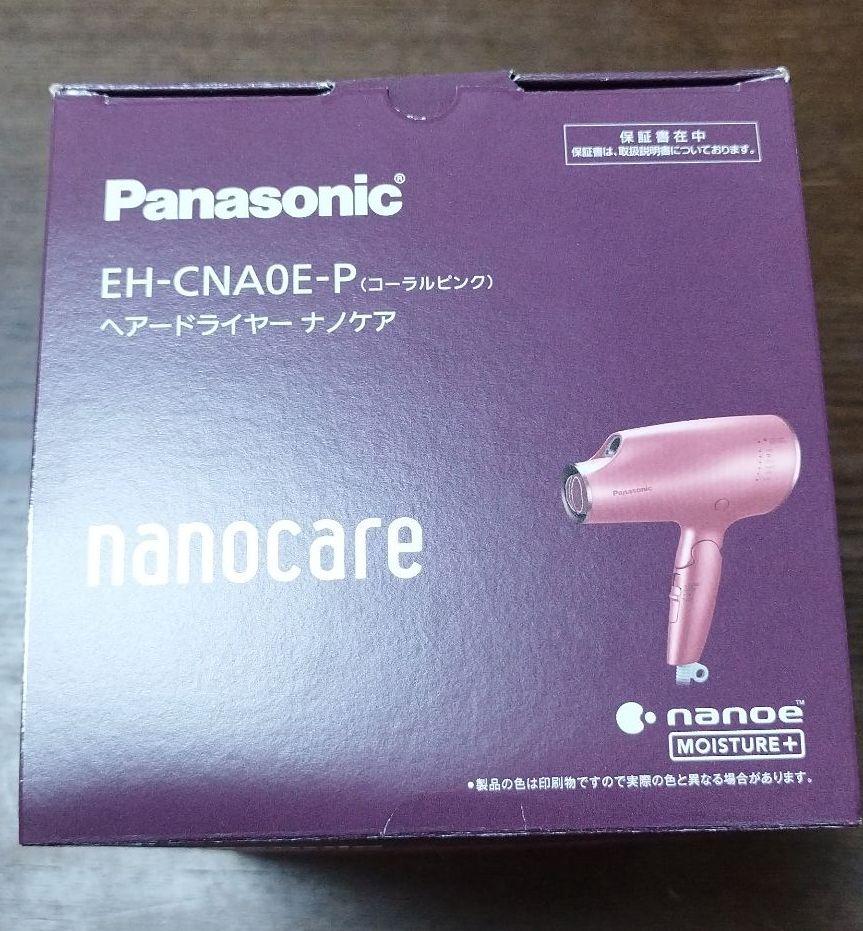 保証書在中
保証書は、取扱説明書についております。
Panasonic®
EH-CNA0E-P(コーラルピンク)
ヘアードライヤー ナノケア
nanocare
Panasonic
nanoe™
MOISTURE+
•製品の色は印刷物ですので実際の色と異なる場合があります。